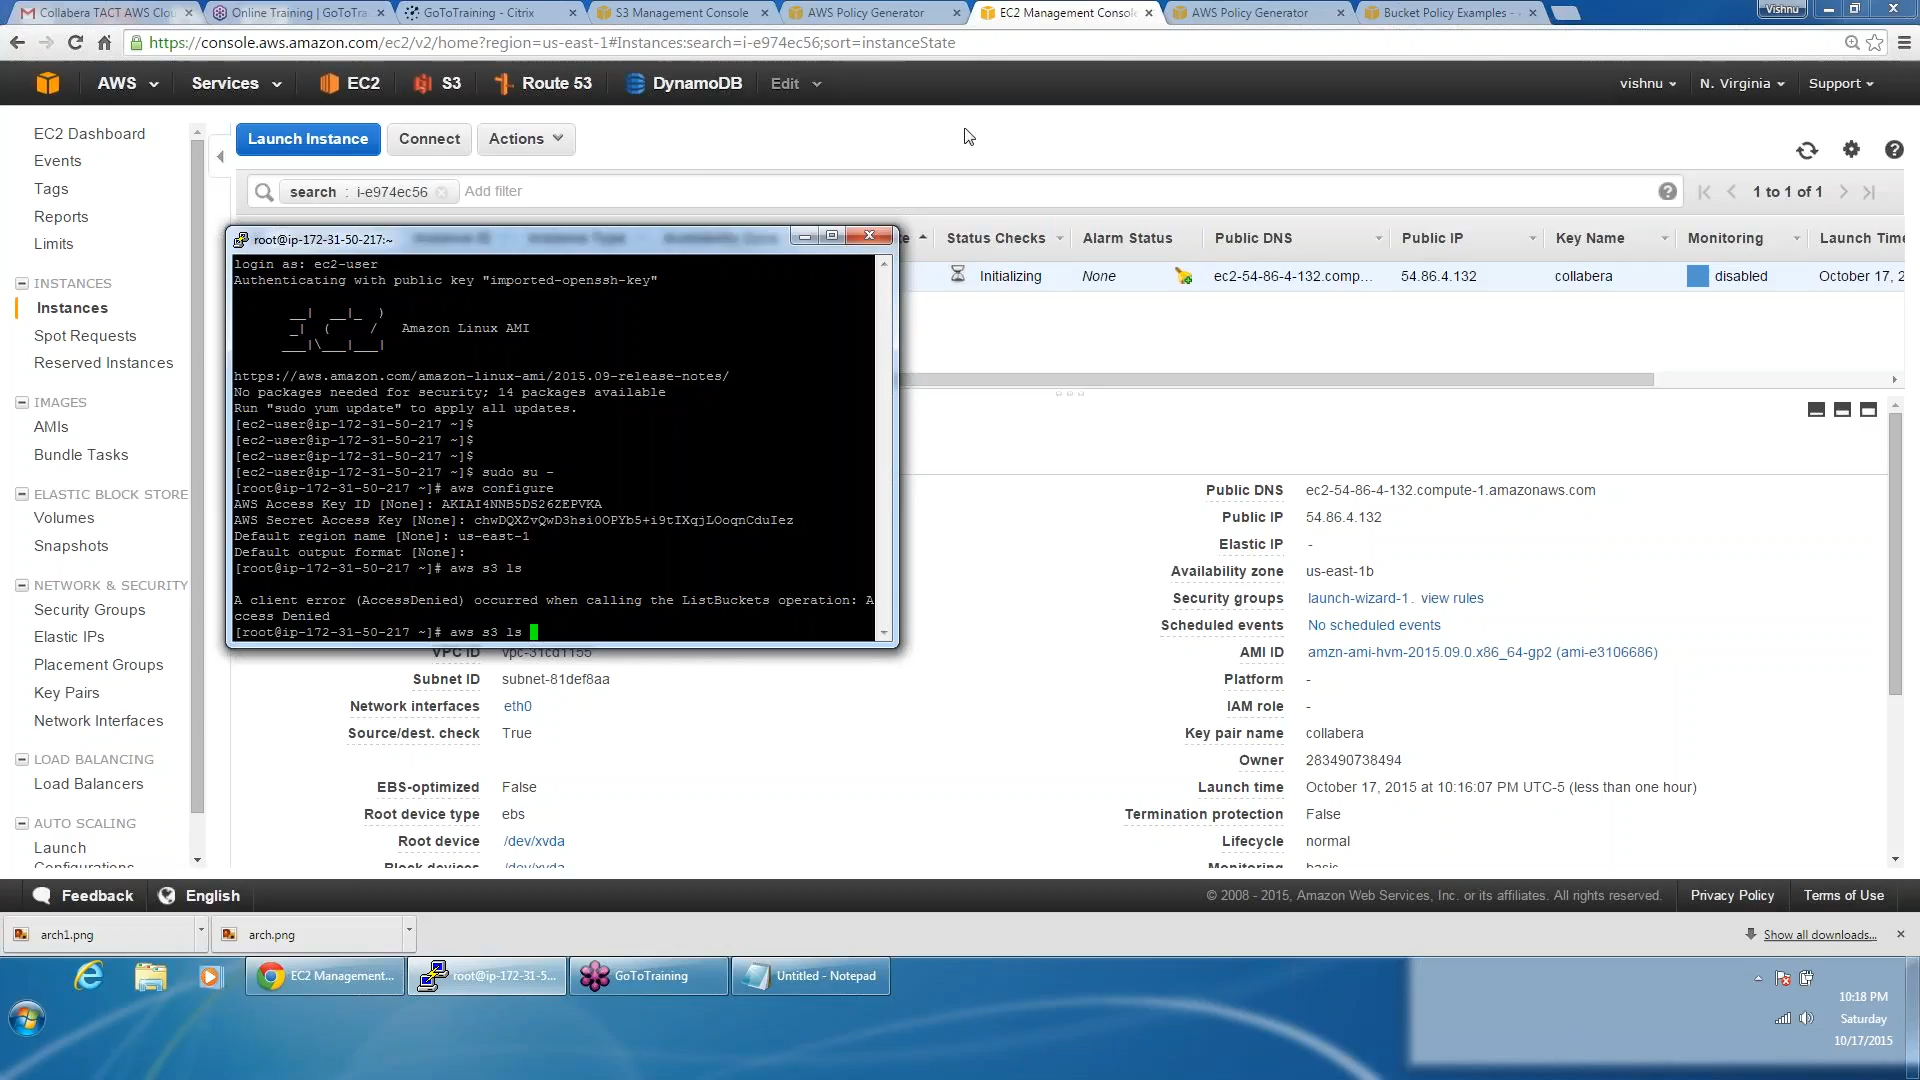 Collabera TACT AWS Clou
Online Training | GoToTra
GoToTraining - Citrix
S3 Management Console
AWS Policy Generator
EC2 Management Consol
AWS Policy Generator
Bucket Policy Examples -
Vishnu
https://console.aws.amazon.com/ec2/v2/home?region=us-east-1#Instances:search=i-e974ec56;sort=instanceState
AWS
Services
EC2
S3
Route 53
DynamoDB
Edit
vishnu
N. Virginia
Support
EC2 Dashboard
Events
Tags
Reports
Limits
INSTANCES
Instances
Spot Requests
Reserved Instances
IMAGES
AMIs
Bundle Tasks
ELASTIC BLOCK STORE
Volumes
Snapshots
NETWORK & SECURITY
Security Groups
Elastic IPs
Placement Groups
Key Pairs
Network Interfaces
LOAD BALANCING
Load Balancers
AUTO SCALING
Launch
Configurations
Launch Instance
Connect
Actions
search : i-e974ec56
Add filter
1 to 1 of 1
Status Checks
Alarm Status
Public DNS
Public IP
Key Name
Monitoring
Launch Time
Initializing
None
ec2-54-86-4-132.comp...
54.86.4.132
collabera
disabled
October 17, 2
root@ip-172-31-50-217:~
login as: ec2-user
Authenticating with public key "imported-openssh-key"
__| __|_ )
_| ( / Amazon Linux AMI
___|\___|___|
https://aws.amazon.com/amazon-linux-ami/2015.09-release-notes/
No packages needed for security; 14 packages available
Run "sudo yum update" to apply all updates.
[ec2-user@ip-172-31-50-217 ~]$
[ec2-user@ip-172-31-50-217 ~]$
[ec2-user@ip-172-31-50-217 ~]$
[ec2-user@ip-172-31-50-217 ~]$ sudo su -
[root@ip-172-31-50-217 ~]# aws configure
AWS Access Key ID [None]: AKIAI4NNB5DS26ZEPVKA
AWS Secret Access Key [None]: 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
Default region name [None]: us-east-1
Default output format [None]:
[root@ip-172-31-50-217 ~]# aws s3 ls
A client error (AccessDenied) occurred when calling the ListBuckets operation: A
ccess Denied
[root@ip-172-31-50-217 ~]# aws s3 ls
VPC ID vpc-31cd1155
Subnet ID subnet-81def8aa
Network interfaces eth0
Source/dest. check True
EBS-optimized False
Root device type ebs
Root device /dev/xvda
Block devices /dev/xvda
Public DNS ec2-54-86-4-132.compute-1.amazonaws.com
Public IP 54.86.4.132
Elastic IP -
Availability zone us-east-1b
Security groups launch-wizard-1. view rules
Scheduled events No scheduled events
AMI ID amzn-ami-hvm-2015.09.0.x86_64-gp2 (ami-e3106686)
Platform -
IAM role -
Key pair name collabera
Owner 283490738494
Launch time October 17, 2015 at 10:16:07 PM UTC-5 (less than one hour)
Termination protection False
Lifecycle normal
Monitoring basic
Feedback
English
© 2008 - 2015, Amazon Web Services, Inc. or its affiliates. All rights reserved.
Privacy Policy
Terms of Use
arch1.png
arch.png
Show all downloads...
EC2 Management...
root@ip-172-31-5...
GoToTraining
Untitled - Notepad
10:18 PM
Saturday
10/17/2015